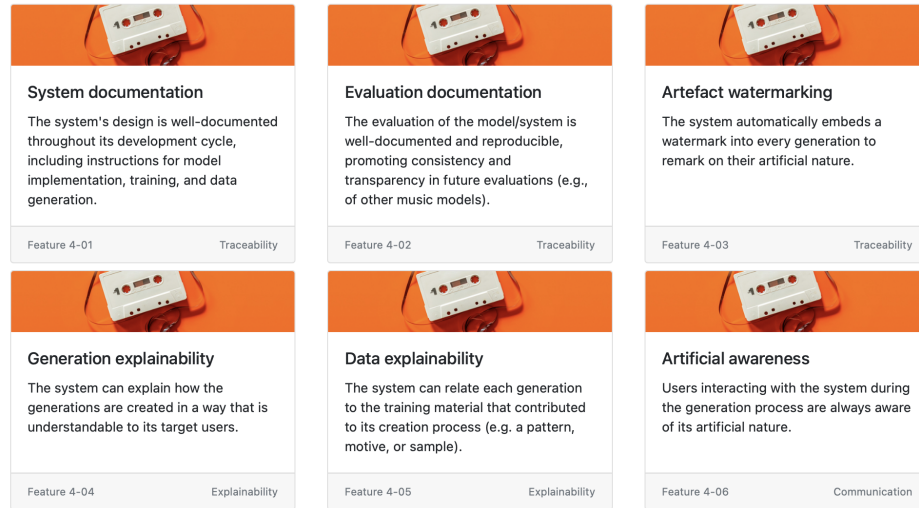 System documentation
The system's design is well-documented
throughout its development cycle,
including instructions for model
implementation, training, and data
generation.
Feature 4-01 Traceability
Evaluation documentation
The evaluation of the model/system is
well-documented and reproducible,
promoting consistency and
transparency in future evaluations (e.g.,
of other music models).
Feature 4-02 Traceability
Artefact watermarking
The system automatically embeds a
watermark into every generation to
remark on their artificial nature.
Feature 4-03 Traceability
Generation explainability
The system can explain how the
generations are created in a way that is
understandable to its target users.
Feature 4-04 Explainability
Data explainability
The system can relate each generation
to the training material that contributed
to its creation process (e.g. a pattern,
motive, or sample).
Feature 4-05 Explainability
Artificial awareness
Users interacting with the system during
the generation process are always aware
of its artificial nature.
Feature 4-06 Communication